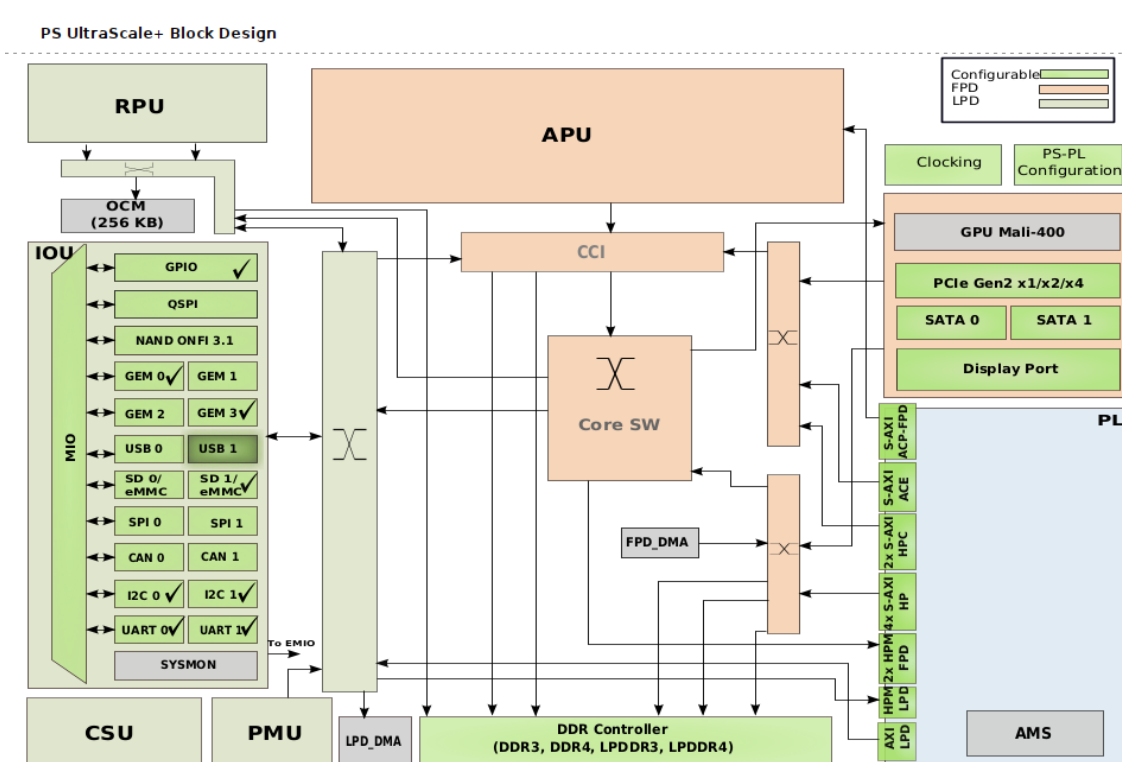 PS UltraScale+ Block Design
Configurable
FPD
LPD
RPU
APU
Clocking
PS-PL
Configuration
OCM
(256 KB)
IOU
MIO
GPIO
QSPI
NAND ONFI 3.1
GEM 0
GEM 1
GEM 2
GEM 3
USB 0
USB 1
SD 0/
eMMC
SD 1/
eMMC
SPI 0
SPI 1
CAN 0
CAN 1
I2C 0
I2C 1
UART 0
UART 1
SYSMON
To EMIO
CCI
Core SW
FPD_DMA
GPU Mali-400
PCIe Gen2 x1/x2/x4
SATA 0
SATA 1
Display Port
PL
S-AXI
ACP-FPD
S-AXI
ACE
2x S-AXI
HPC
4x S-AXI
HP
2x HPM
FPD
HPM
LPD
AXI
LPD
AMS
CSU
PMU
LPD_DMA
DDR Controller
(DDR3, DDR4, LPDDR3, LPDDR4)